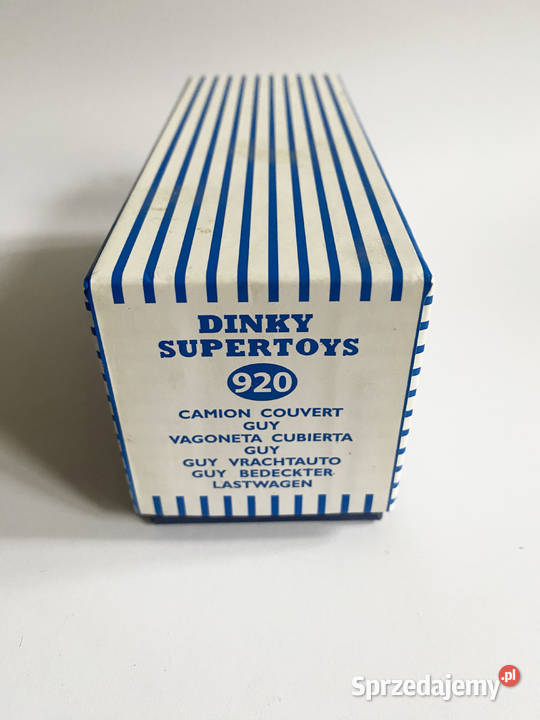 DINKY
SUPERTOYS
920
CAMION COUVERT
GUY
VAGONETA CUBIERTA
GUY
GUY VRACHTAUTO
GUY BEDECKTER
LASTWAGEN
Sprzedajemy.pl